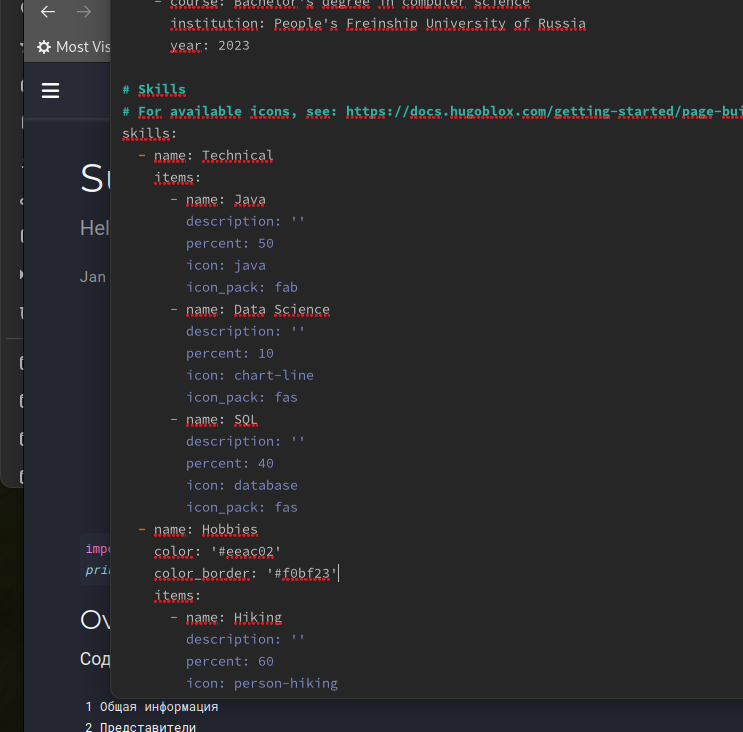 - course: Bachelor's degree in computer science
institution: People's Freinship University of Russia
year: 2023
Most Vis
# Skills
# For available icons, see: https://docs.hugoblox.com/getting-started/page-bui
skills:
- name: Technical
items:
- name: Java
description: ''
percent: 50
icon: java
icon_pack: fab
- name: Data Science
description: ''
percent: 10
icon: chart-line
icon_pack: fas
- name: SQL
description: ''
percent: 40
icon: database
icon_pack: fas
- name: Hobbies
color: '#eeac02'
color_border: '#f0bf23'
items:
- name: Hiking
description: ''
percent: 60
icon: person-hiking
Su
Hel
Jan
impo
prin
Ov
Сод
1 Общая информация
2 Представители